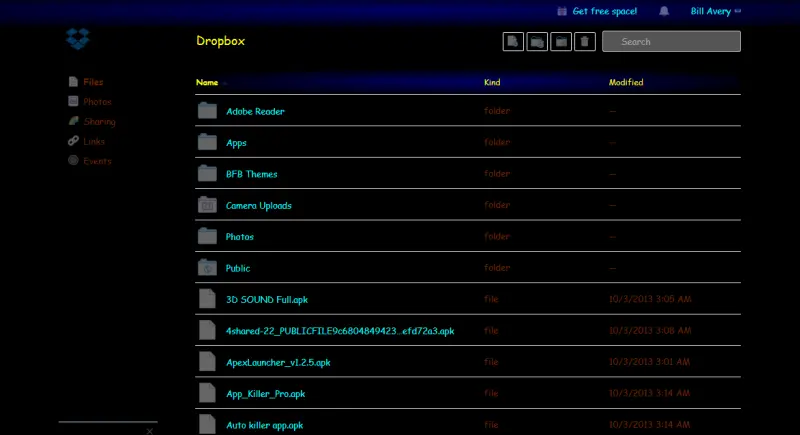 Get free space!
Bill Avery
Dropbox
Search
Files
Photos
Sharing
Links
Events
Name Kind Modified
Adobe Reader folder --
Apps folder --
BFB Themes folder --
Camera Uploads folder --
Photos folder --
Public folder --
3D SOUND Full.apk file 10/3/2013 3:05 AM
4shared-22_PUBLICFILE9c6804849423...efd72a3.apk file 10/3/2013 3:08 AM
ApexLauncher_v1.2.5.apk file 10/3/2013 3:01 AM
App_Killer_Pro.apk file 10/3/2013 3:14 AM
Auto killer app.apk file 10/3/2013 3:14 AM